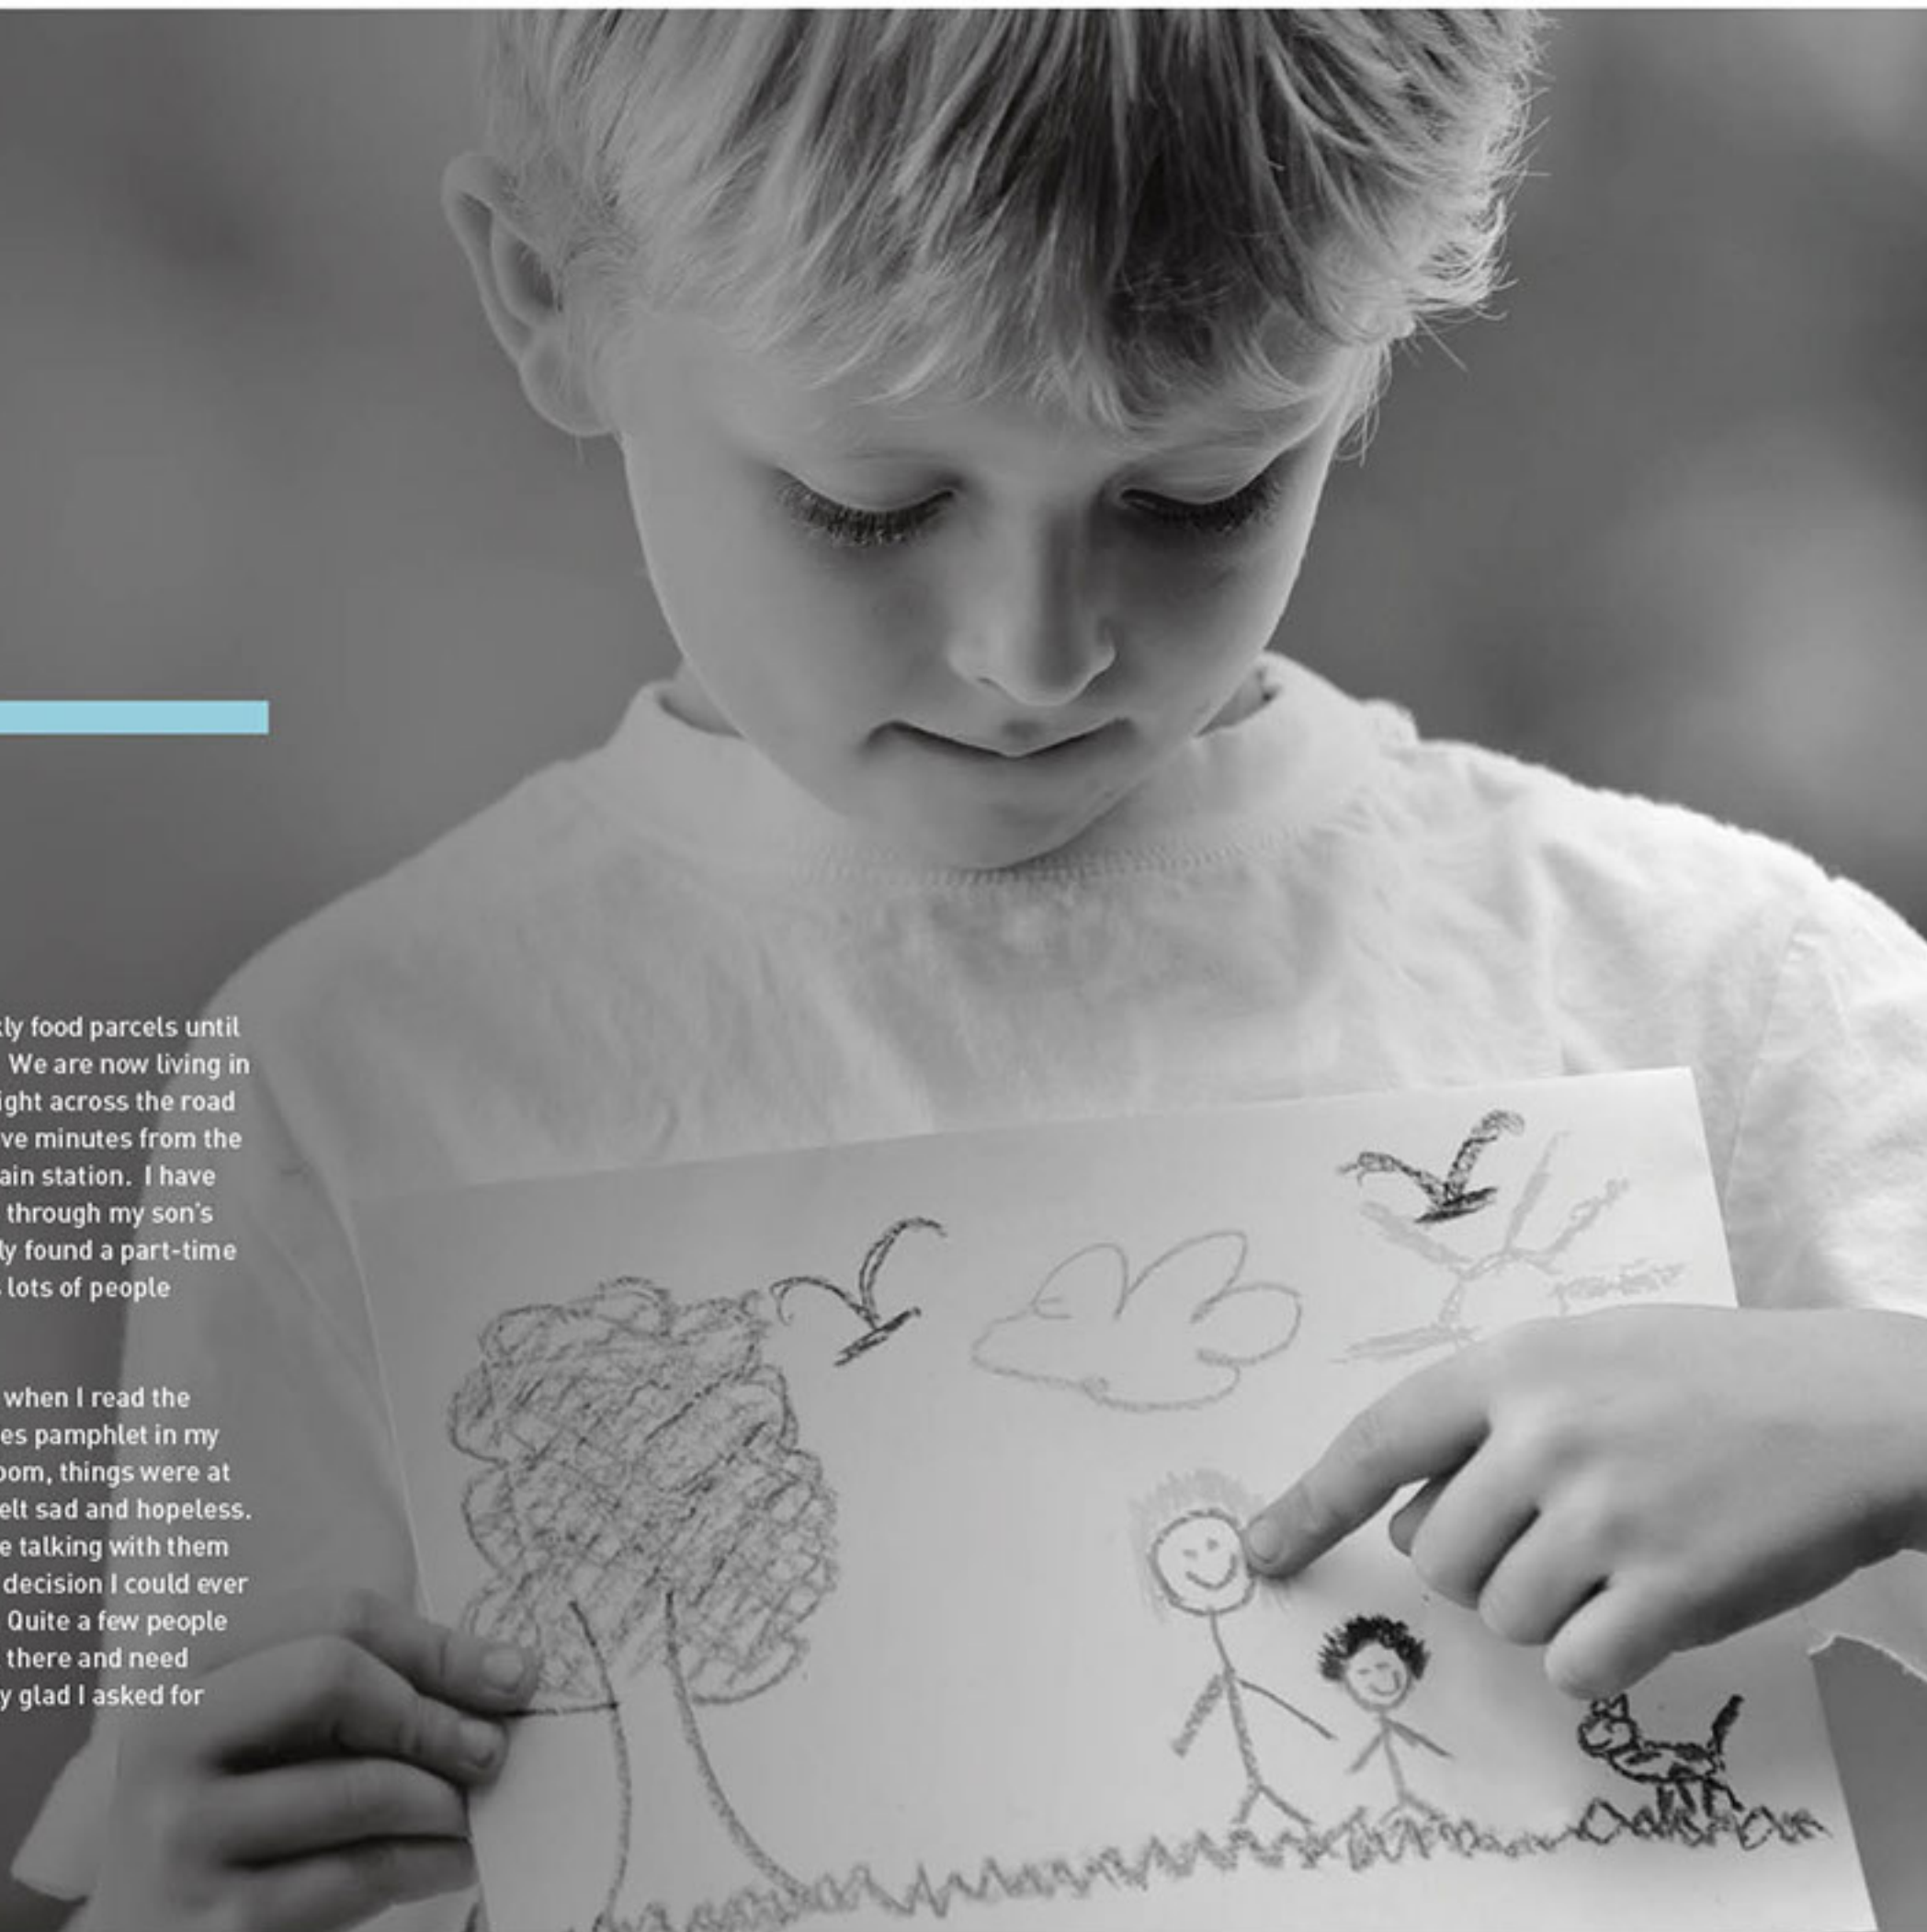 ly food parcels until
We are now living in
ight across the road
ve minutes from the
ain station. I have
through my son's
ly found a part-time
lots of people
when I read the
es pamphlet in my
oom, things were at
elt sad and hopeless.
e talking with them
decision I could ever
Quite a few people
there and need
y glad I asked for